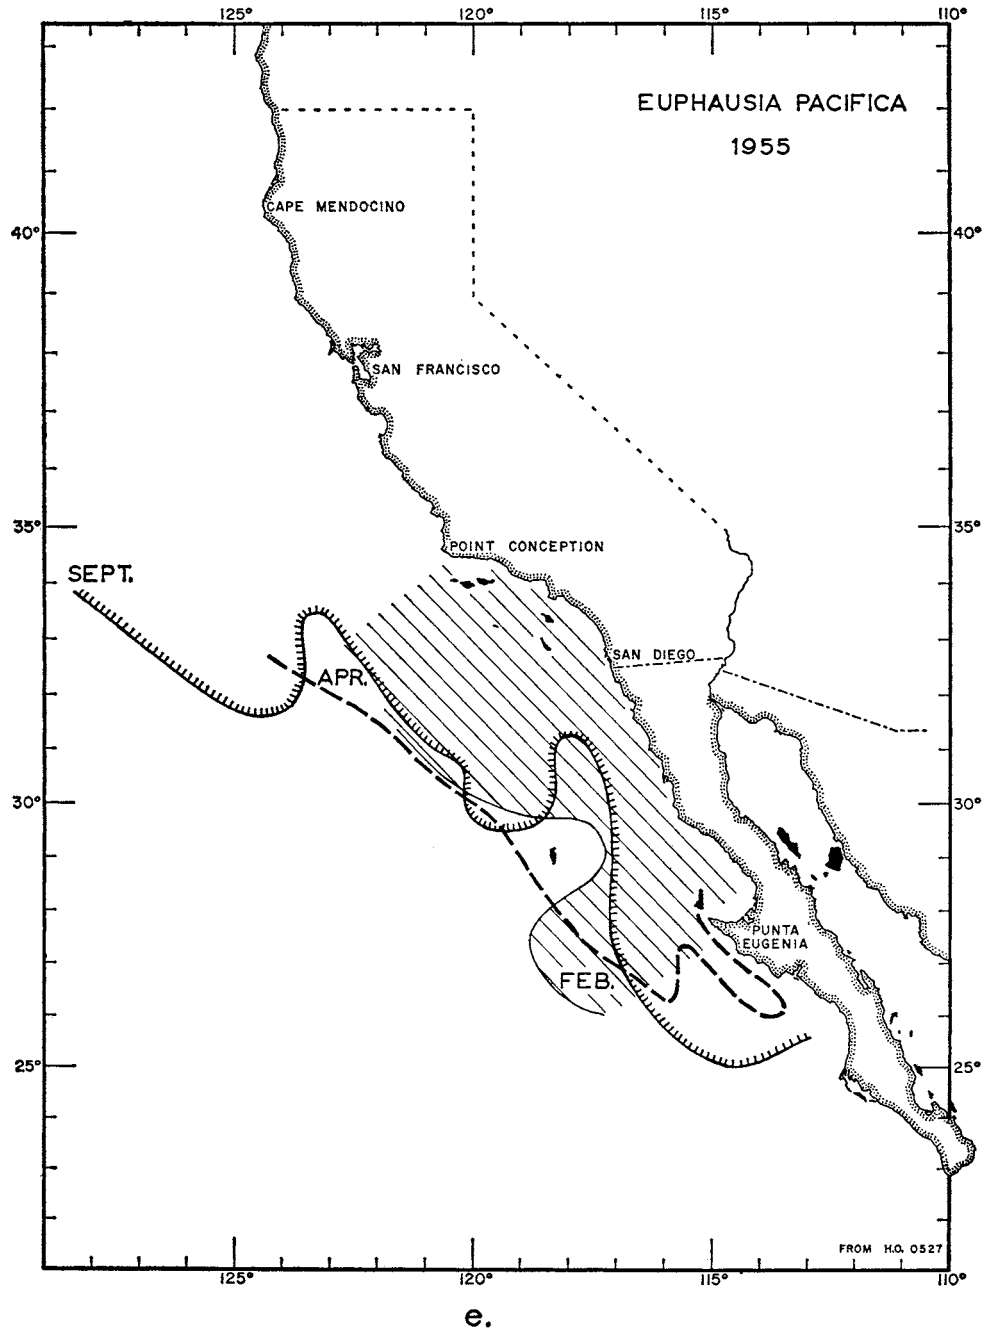 125° 120° 115° 110°
EUPHAUSIA PACIFICA
1955
CAPE MENDOCINO
40° 40°
SAN FRANCISCO
35° 35°
POINT CONCEPTION
SEPT.
SAN DIEGO
APR.
30° 30°
PUNTA
EUGENIA
FEB.
25° 25°
FROM H.O. 0527
125° 120° 115° 110°
e.